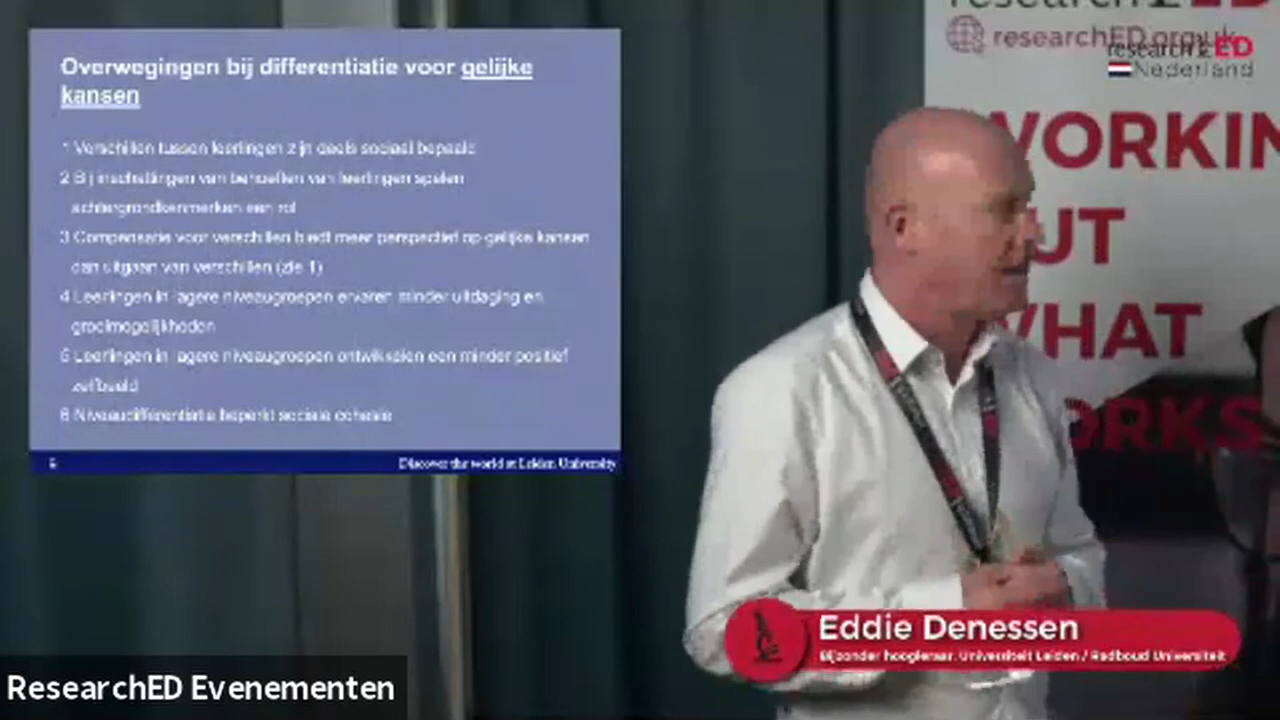 Overwegingen bij differentiatie voor gelijke
kansen
1 Verschillen tussen leerlingen zijn deels sociaal bepaald
2 Bij inschattingen van behoeften van leerlingen spelen
achtergrondkenmerken een rol
3 Compensatie voor verschillen biedt meer perspectief op gelijke kansen
dan uitgaan van verschillen (zie 1)
4 Leerlingen in lagere niveaugroepen ervaren minder uitdaging en
groeimogelijkheden
5 Leerlingen in lagere niveaugroepen ontwikkelen een minder positief
zelfbeeld
6 Niveaudifferentiatie beperkt sociale cohesie
Discover the world at Leiden University
researchED
researchED.org.uk
researchED
Nederland
WORKIN
UT
WHAT
ORKS
Eddie Denessen
Bijzonder hoogleraar, Universiteit Leiden / Radboud Universiteit
ResearchED Evenementen